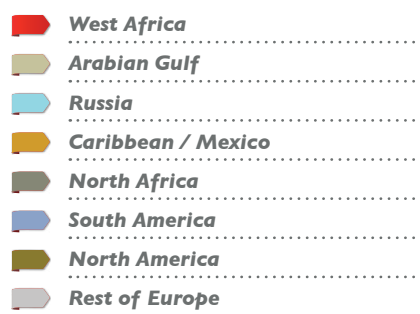 West Africa
Arabian Gulf
Russia
Caribbean / Mexico
North Africa
South America
North America
Rest of Europe